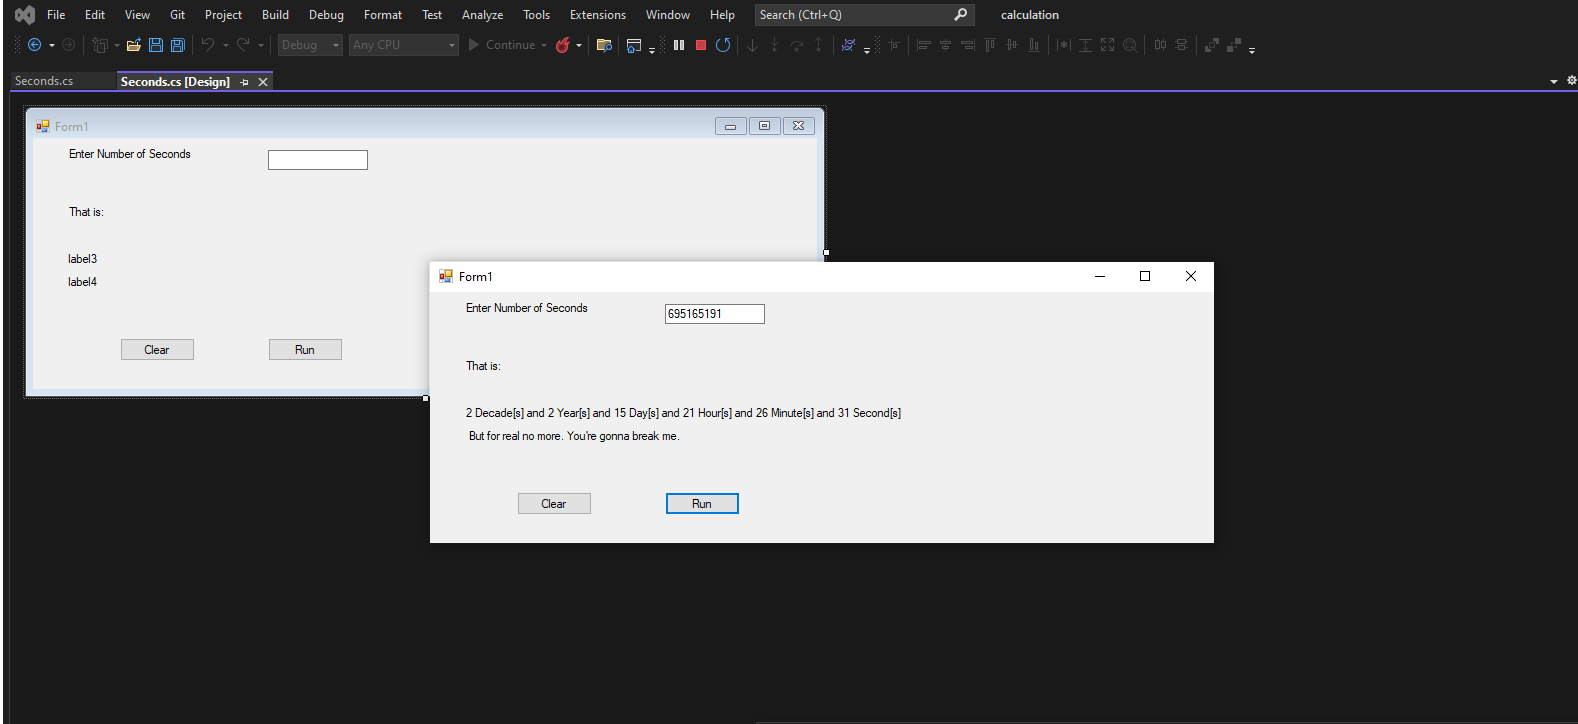 File Edit View Git Project Build Debug Format Test Analyze Tools Extensions Window Help Search (Ctrl+Q) calculation
Debug Any CPU Continue
Seconds.cs Seconds.cs [Design]
Form1
Enter Number of Seconds
That is:
label3
label4
Clear Run
Form1
Enter Number of Seconds 695165191
That is:
2 Decade[s] and 2 Year[s] and 15 Day[s] and 21 Hour[s] and 26 Minute[s] and 31 Second[s]
But for real no more. You're gonna break me.
Clear Run